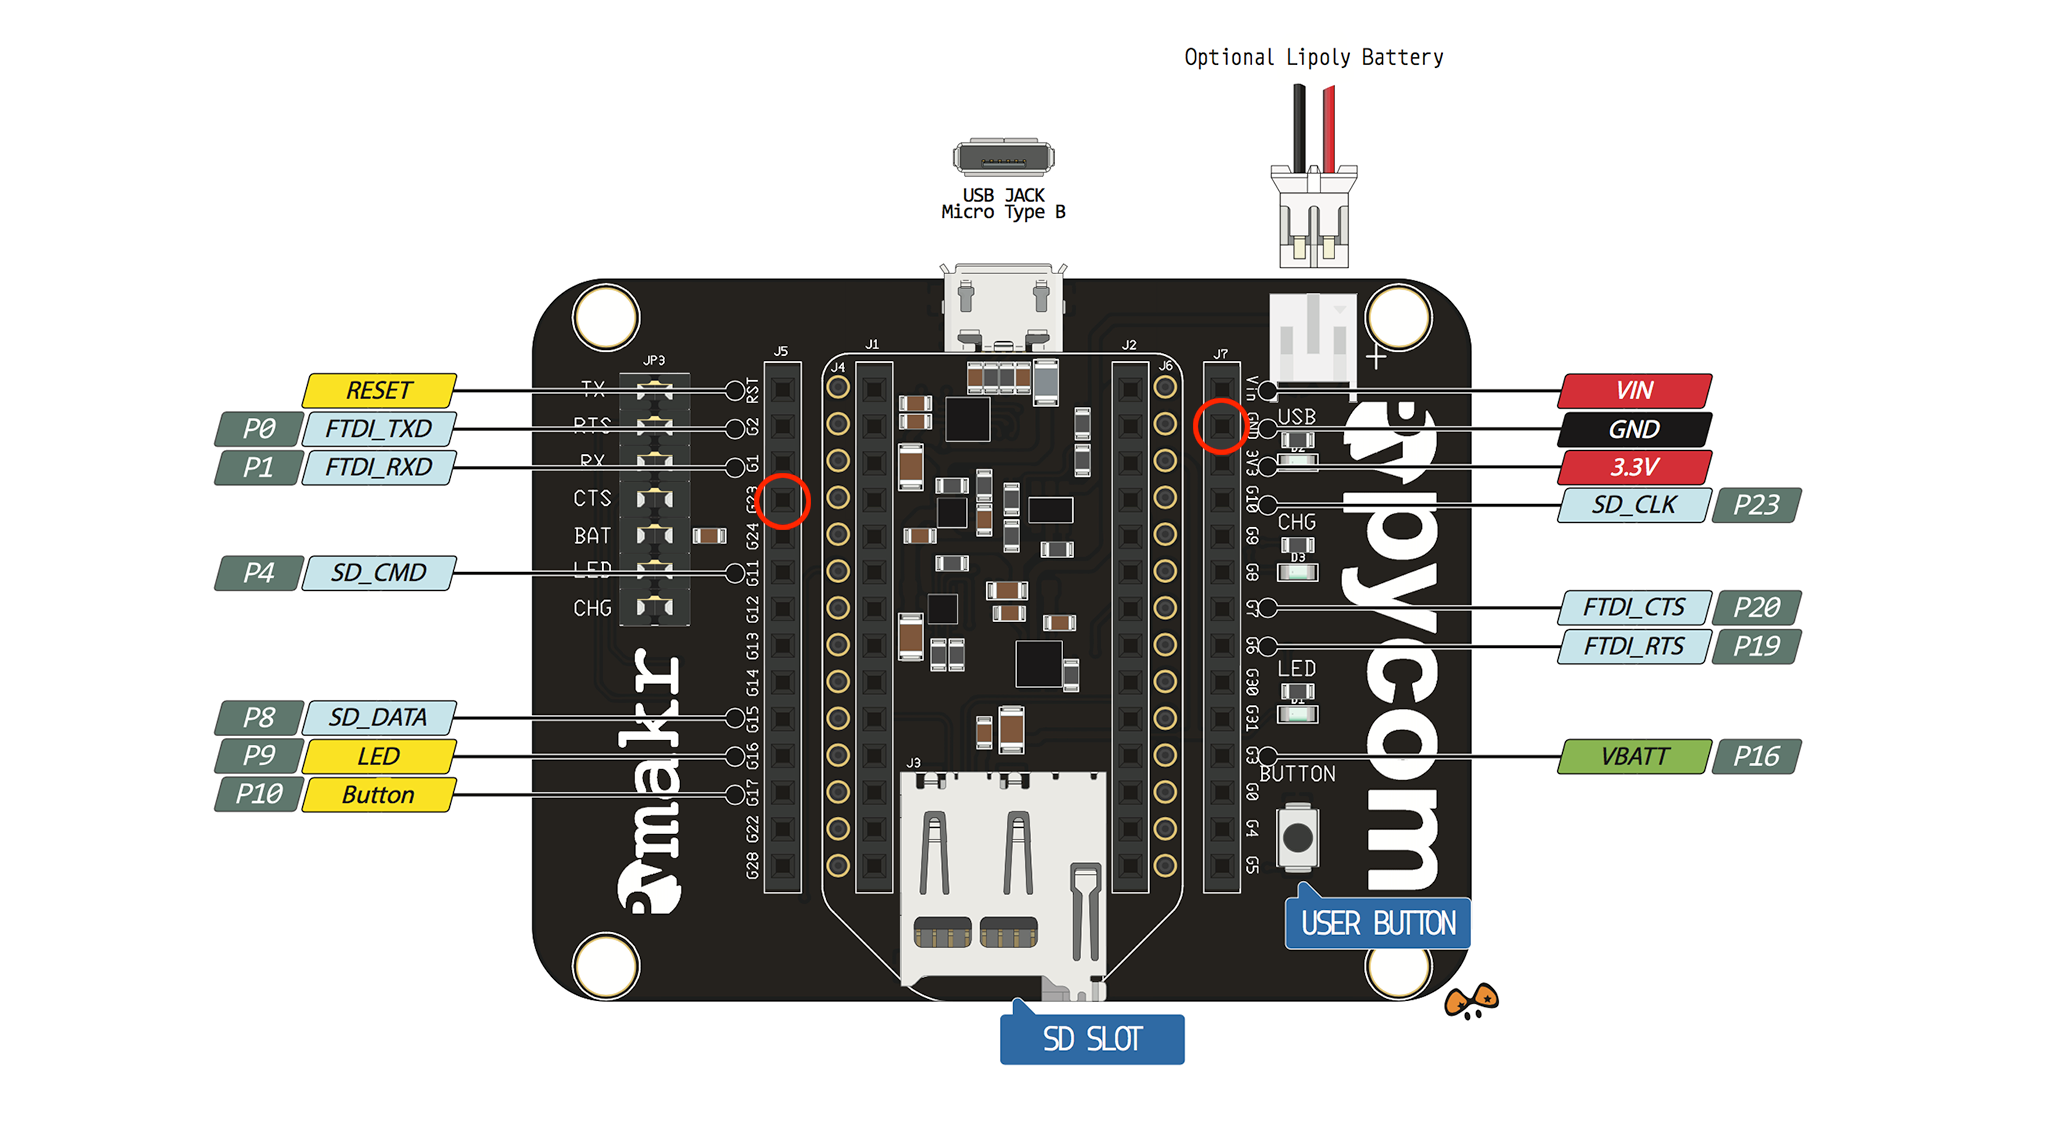 Optional Lipoly Battery
USB JACK
Micro Type B
JP3
J5
J4
J1
J2
J6
J7
+
RESET
P0 FTDI_TXD
P1 FTDI_RXD
P4 SD_CMD
P8 SD_DATA
P9 LED
P10 Button
TX
RTS
RX
CTS
BAT
LED
CHG
RST
G2
G1
G23
G24
G11
G12
G13
G14
G15
G16
G17
G22
G28
Vin
GND
3V3
G10
G9
G8
G7
G6
G30
G31
G3
G0
G4
G5
USB
D2
CHG
D3
LED
D1
BUTTON
VIN
GND
3.3V
SD_CLK P23
FTDI_CTS P20
FTDI_RTS P19
VBATT P16
Pymakr
pycom
J3
USER BUTTON
SD SLOT